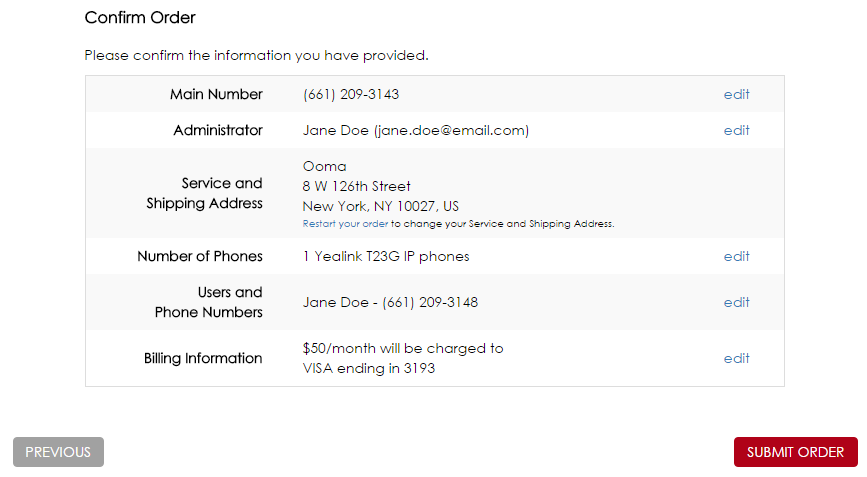 Confirm Order
Please confirm the information you have provided.
Main Number (661) 209-3143 edit
Administrator Jane Doe (jane.doe@email.com) edit
Service and
Shipping Address
Ooma
8 W 126th Street
New York, NY 10027, US
Restart your order to change your Service and Shipping Address.
Number of Phones 1 Yealink T23G IP phones edit
Users and
Phone Numbers
Jane Doe - (661) 209-3148 edit
Billing Information
$50/month will be charged to
VISA ending in 3193
edit
PREVIOUS SUBMIT ORDER